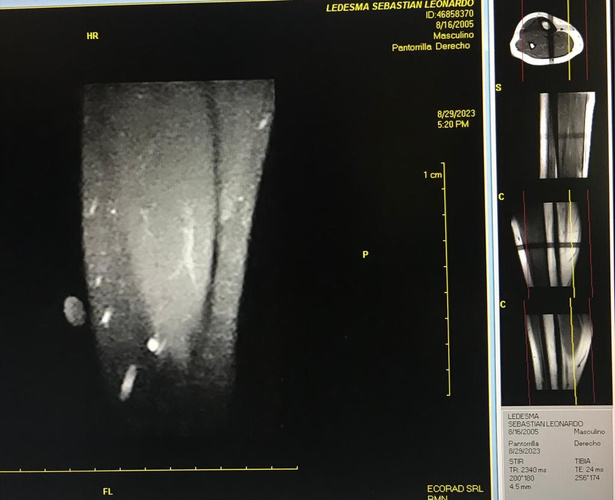 LEDESMA SEBASTIAN LEONARDO
ID:46858370
8/16/2005
Masculino
Pantorrilla Derecho
HR
8/29/2023
5:20 PM
1 cm
P
FL
ECORAD SRL
RMN
S
C
C
LEDESMA
SEBASTIAN LEONARDO
8/16/2005 Masculino
Pantorrilla Derecho
8/29/2023
STIR TIBIA
TR: 2340 ms TE: 24 ms
200*180 256*174
4.5 mm